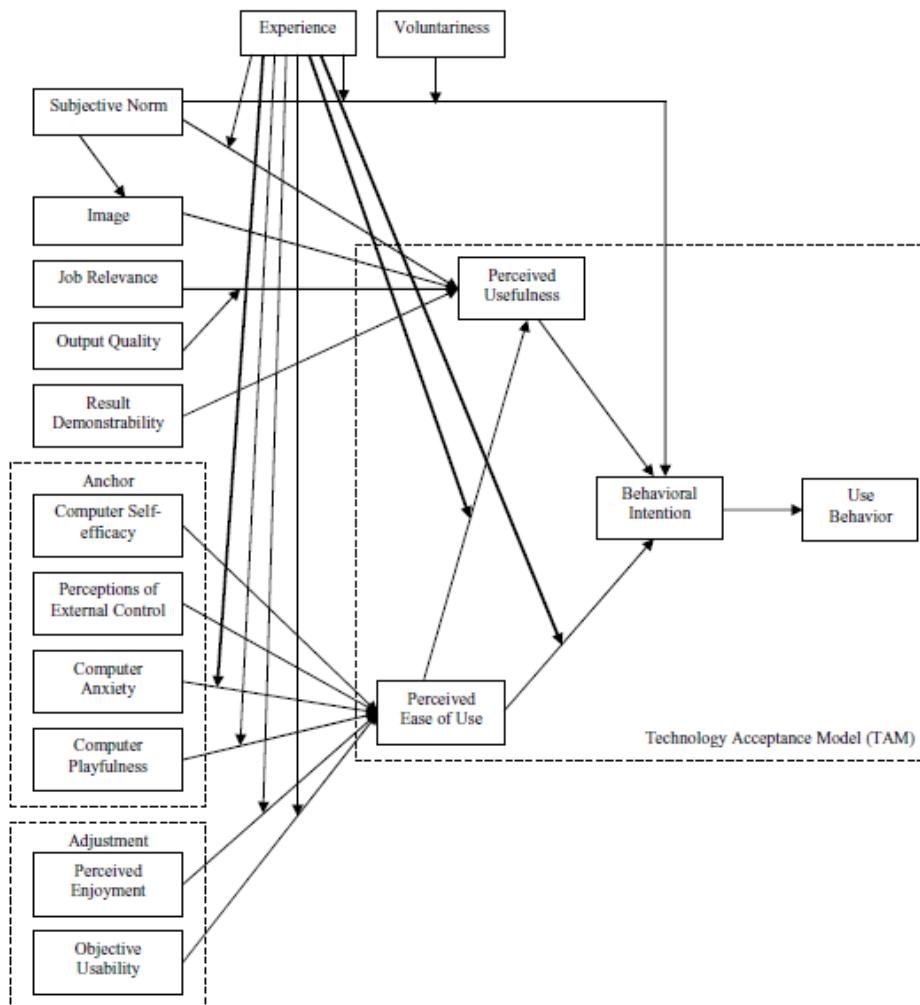 Experience
Voluntariness
Subjective Norm
Image
Job Relevance
Output Quality
Result
Demonstrability
Anchor
Computer Self-
efficacy
Perceptions of
External Control
Computer
Anxiety
Computer
Playfulness
Adjustment
Perceived
Enjoyment
Objective
Usability
Perceived
Usefulness
Perceived
Ease of Use
Behavioral
Intention
Use
Behavior
Technology Acceptance Model (TAM)